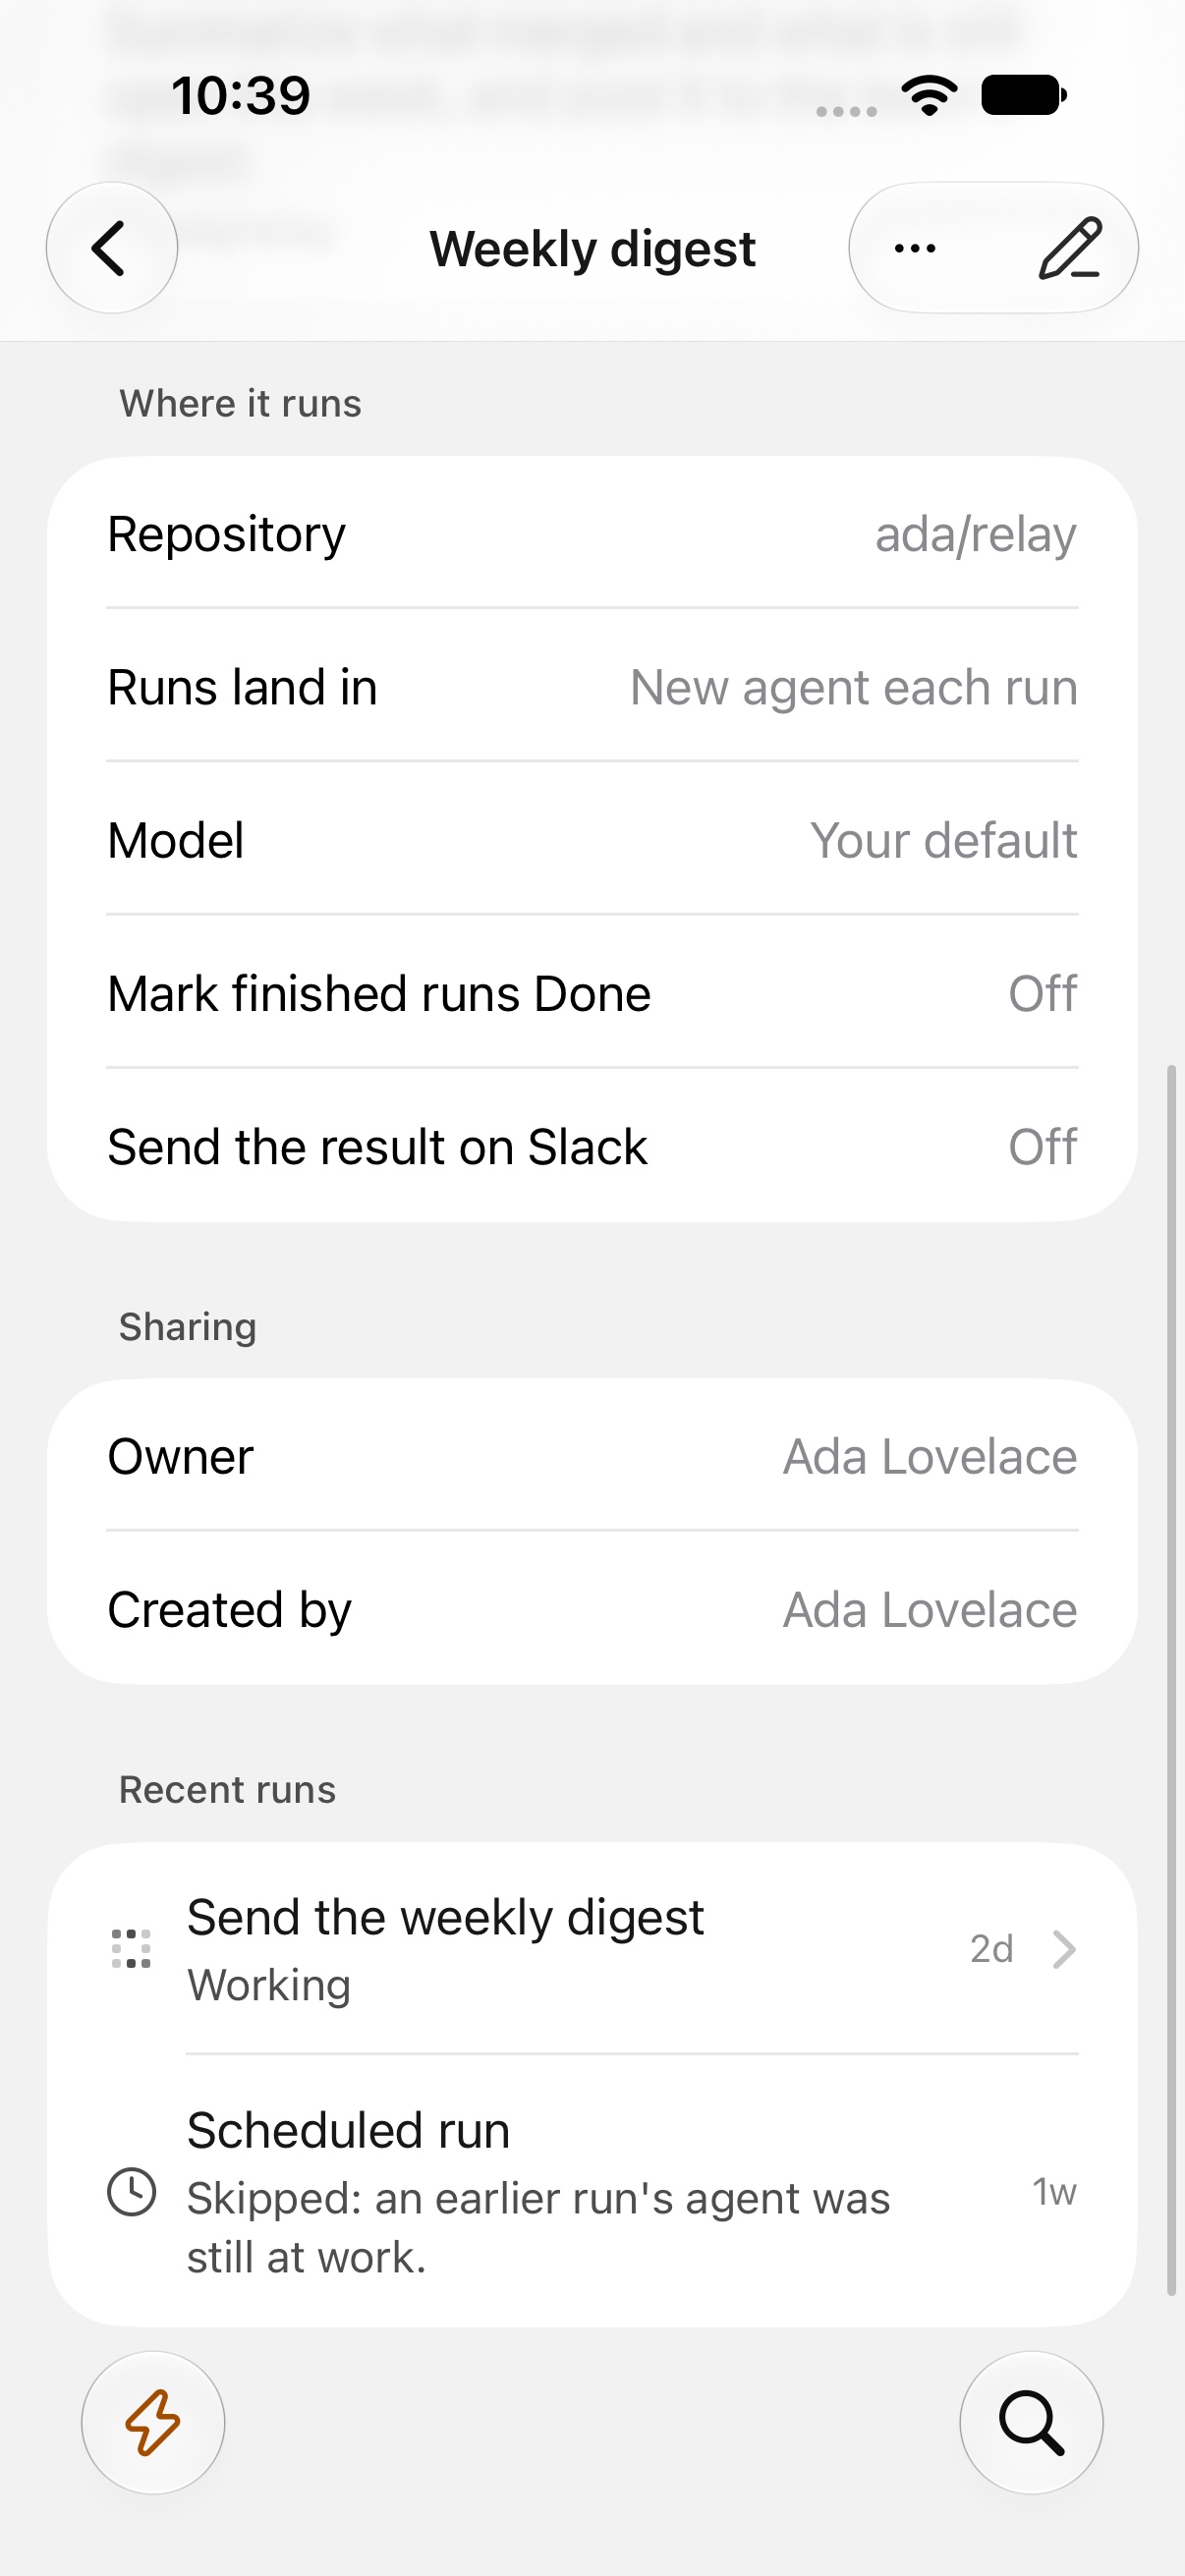 10:39
Weekly digest
Where it runs
Repository
ada/relay
Runs land in
New agent each run
Model
Your default
Mark finished runs Done
Off
Send the result on Slack
Off
Sharing
Owner
Ada Lovelace
Created by
Ada Lovelace
Recent runs
Send the weekly digest
Working
2d
Scheduled run
Skipped: an earlier run's agent was
still at work.
1w